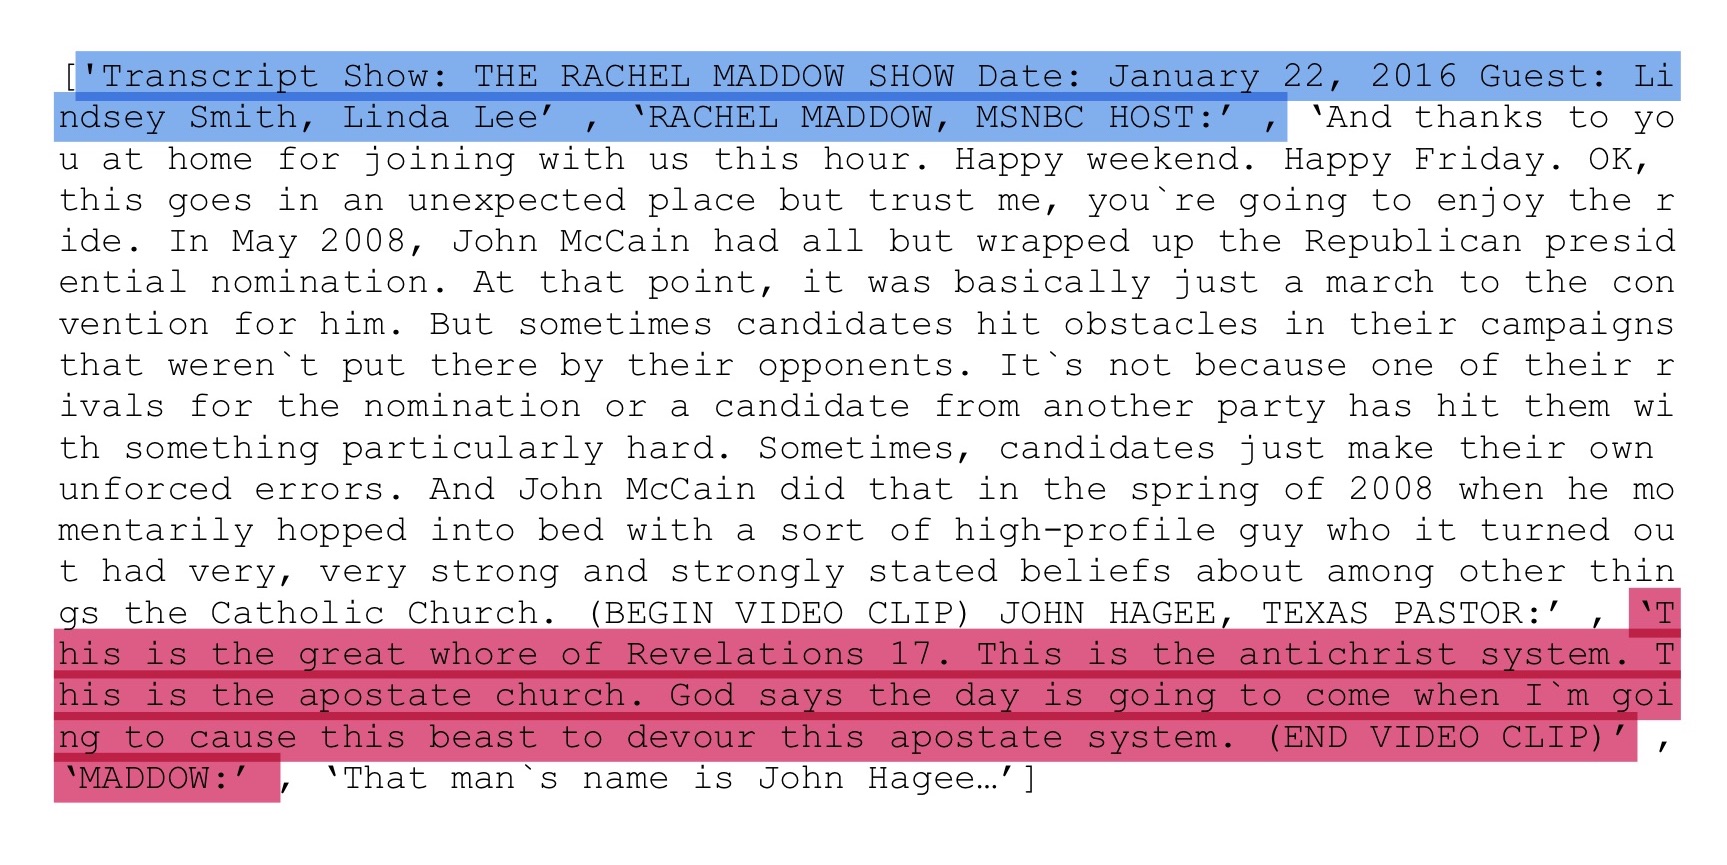 ['Transcript Show: THE RACHEL MADDOW SHOW Date: January 22, 2016 Guest: Li
ndsey Smith, Linda Lee’ , ‘RACHEL MADDOW, MSNBC HOST:’ , ‘And thanks to yo
u at home for joining with us this hour. Happy weekend. Happy Friday. OK,
this goes in an unexpected place but trust me, you`re going to enjoy the r
ide. In May 2008, John McCain had all but wrapped up the Republican presid
ential nomination. At that point, it was basically just a march to the con
vention for him. But sometimes candidates hit obstacles in their campaigns
that weren`t put there by their opponents. It`s not because one of their r
ivals for the nomination or a candidate from another party has hit them wi
th something particularly hard. Sometimes, candidates just make their own
unforced errors. And John McCain did that in the spring of 2008 when he mo
mentarily hopped into bed with a sort of high-profile guy who it turned ou
t had very, very strong and strongly stated beliefs about among other thin
gs the Catholic Church. (BEGIN VIDEO CLIP) JOHN HAGEE, TEXAS PASTOR:’ , ‘T
his is the great whore of Revelations 17. This is the antichrist system. T
his is the apostate church. God says the day is going to come when I`m goi
ng to cause this beast to devour this apostate system. (END VIDEO CLIP)’ ,
‘MADDOW:’ , ‘That man`s name is John Hagee…’]